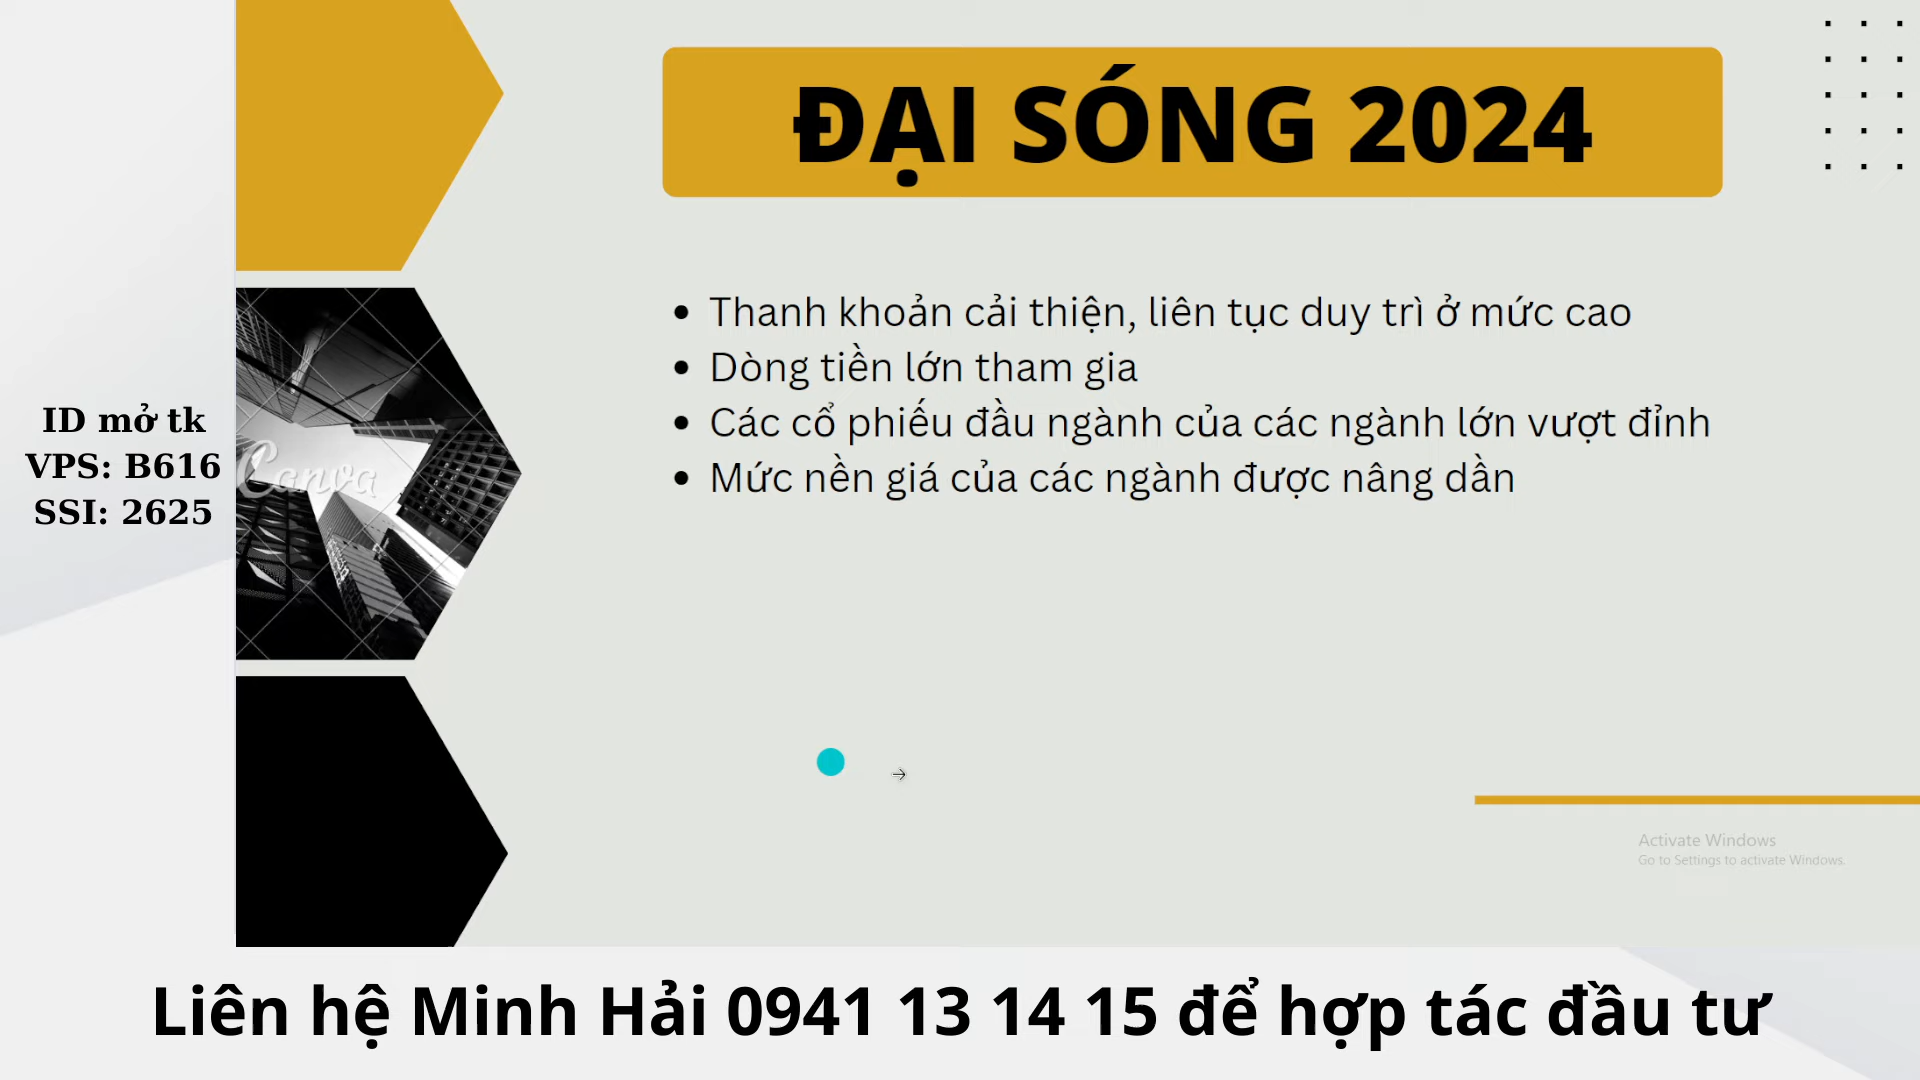 ĐẠI SÓNG 2024
Thanh khoản cải thiện, liên tục duy trì ở mức cao
Dòng tiền lớn tham gia
Các cổ phiếu đầu ngành của các ngành lớn vượt đỉnh
Mức nền giá của các ngành được nâng dần
ID mở tk
VPS: B616
SSI: 2625
Canva
Activate Windows
Go to Settings to activate Windows.
Liên hệ Minh Hải 0941 13 14 15 để hợp tác đầu tư